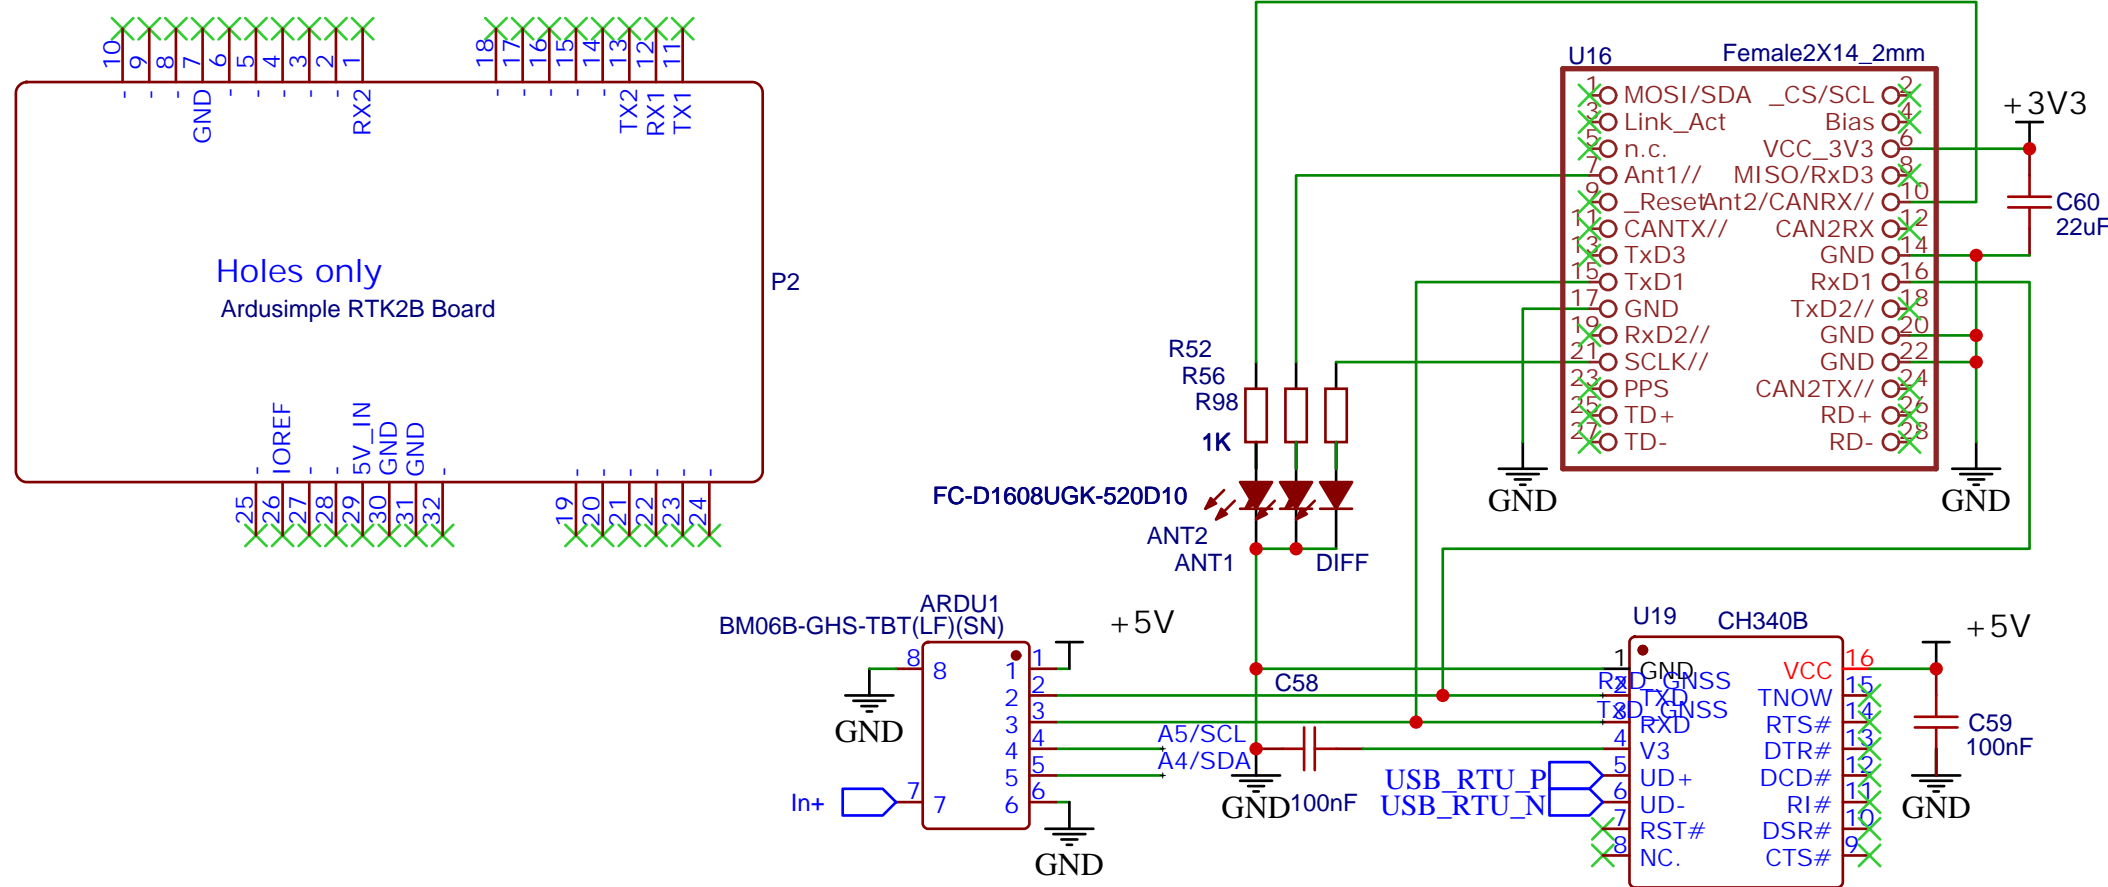 10
9
8
7
6
5
4
3
2
1
18
17
16
15
14
13
12
11
-
-
-
GND
-
-
-
-
-
RX2
-
-
-
-
-
TX2
RX1
TX1
Holes only
Ardusimple RTK2B Board
P2
-
IOREF
-
-
5V_IN
GND
GND
-
-
-
-
-
-
-
25
26
27
28
29
30
31
32
19
20
21
22
23
24
U16
Female2X14_2mm
1 MOSI/SDA _CS/SCL 2
3 Link_Act Bias 4
5 n.c. VCC_3V3 6
7 Ant1// MISO/RxD3 8
9 _Reset Ant2/CANRX// 10
11 CANTX// CAN2RX 12
13 TxD3 GND 14
15 TxD1 RxD1 16
17 GND TxD2// 18
19 RxD2// GND 20
21 SCLK// GND 22
23 PPS CAN2TX// 24
25 TD+ RD+ 26
27 TD- RD- 28
+3V3
C60
22uF
GND
GND
R52
R56
R98
1K
FC-D1608UGK-520D10
ANT2
ANT1
DIFF
ARDU1
BM06B-GHS-TBT(LF)(SN)
+5V
8 8 1 1
2 2
3 3
4 4
5 5
7 7 6 6
GND
In+
GND
A5/SCL
A4/SDA
C58
100nF
GND
U19
CH340B
+5V
1 GND VCC 16
RxD_GNSS
2 TXD TNOW 15
TxD_GNSS
3 RXD RTS# 14
4 V3 DTR# 13
USB_RTU_P 5 UD+ DCD# 12
USB_RTU_N 6 UD- RI# 11
7 RST# DSR# 10
8 NC. CTS# 9
C59
100nF
GND